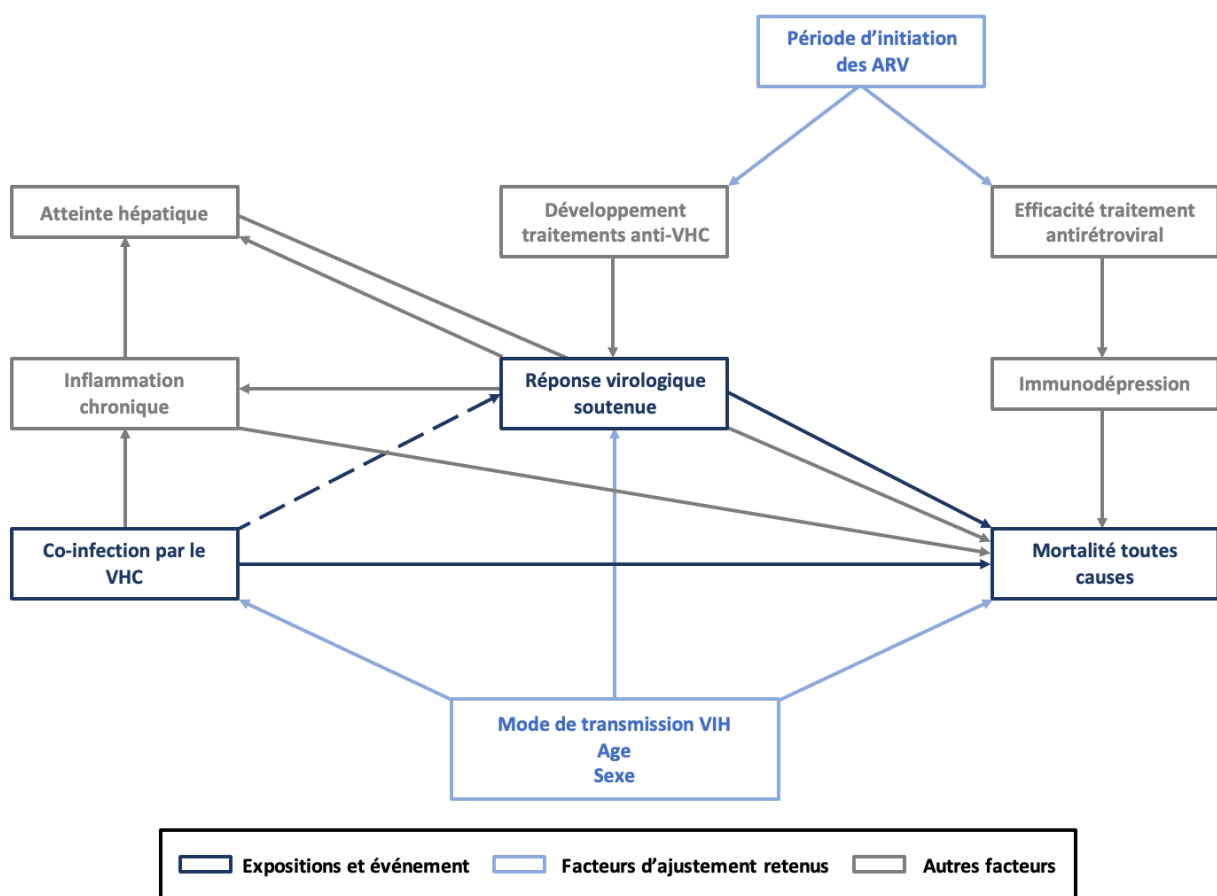 Période d’initiation
des ARV
Atteinte hépatique
Développement
traitements anti-VHC
Efficacité traitement
antirétroviral
Inflammation
chronique
Réponse virologique
soutenue
Immunodépression
Co-infection par le
VHC
Mortalité toutes
causes
Mode de transmission VIH
Age
Sexe
Expositions et événement
Facteurs d’ajustement retenus
Autres facteurs